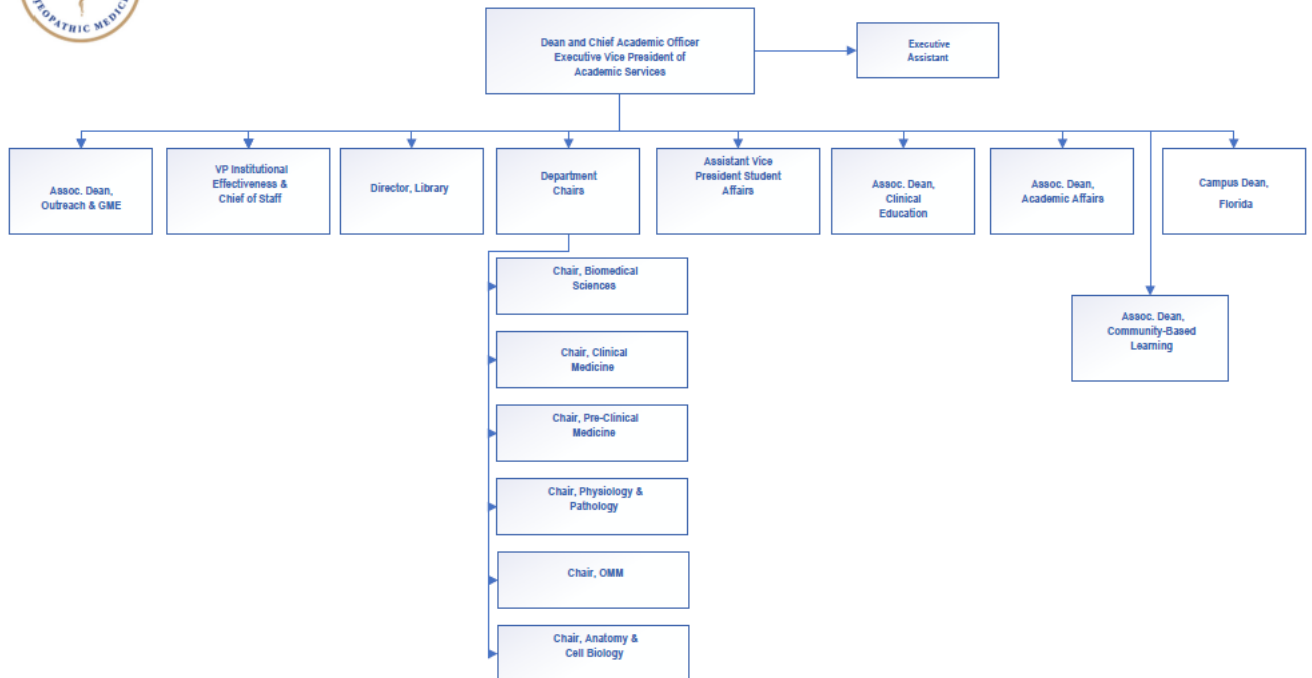 OPATHIC MEDICI
Dean and Chief Academic Officer
Executive Vice President of
Academic Services
Executive
Assistant
Assoc. Dean,
Outreach & GME
VP Institutional
Effectiveness &
Chief of Staff
Director, Library
Department
Chairs
Assistant Vice
President Student
Affairs
Assoc. Dean,
Clinical
Education
Assoc. Dean,
Academic Affairs
Campus Dean,
Florida
Chair, Biomedical
Sciences
Assoc. Dean,
Community-Based
Learning
Chair, Clinical
Medicine
Chair, Pre-Clinical
Medicine
Chair, Physiology &
Pathology
Chair, OMM
Chair, Anatomy &
Cell Biology